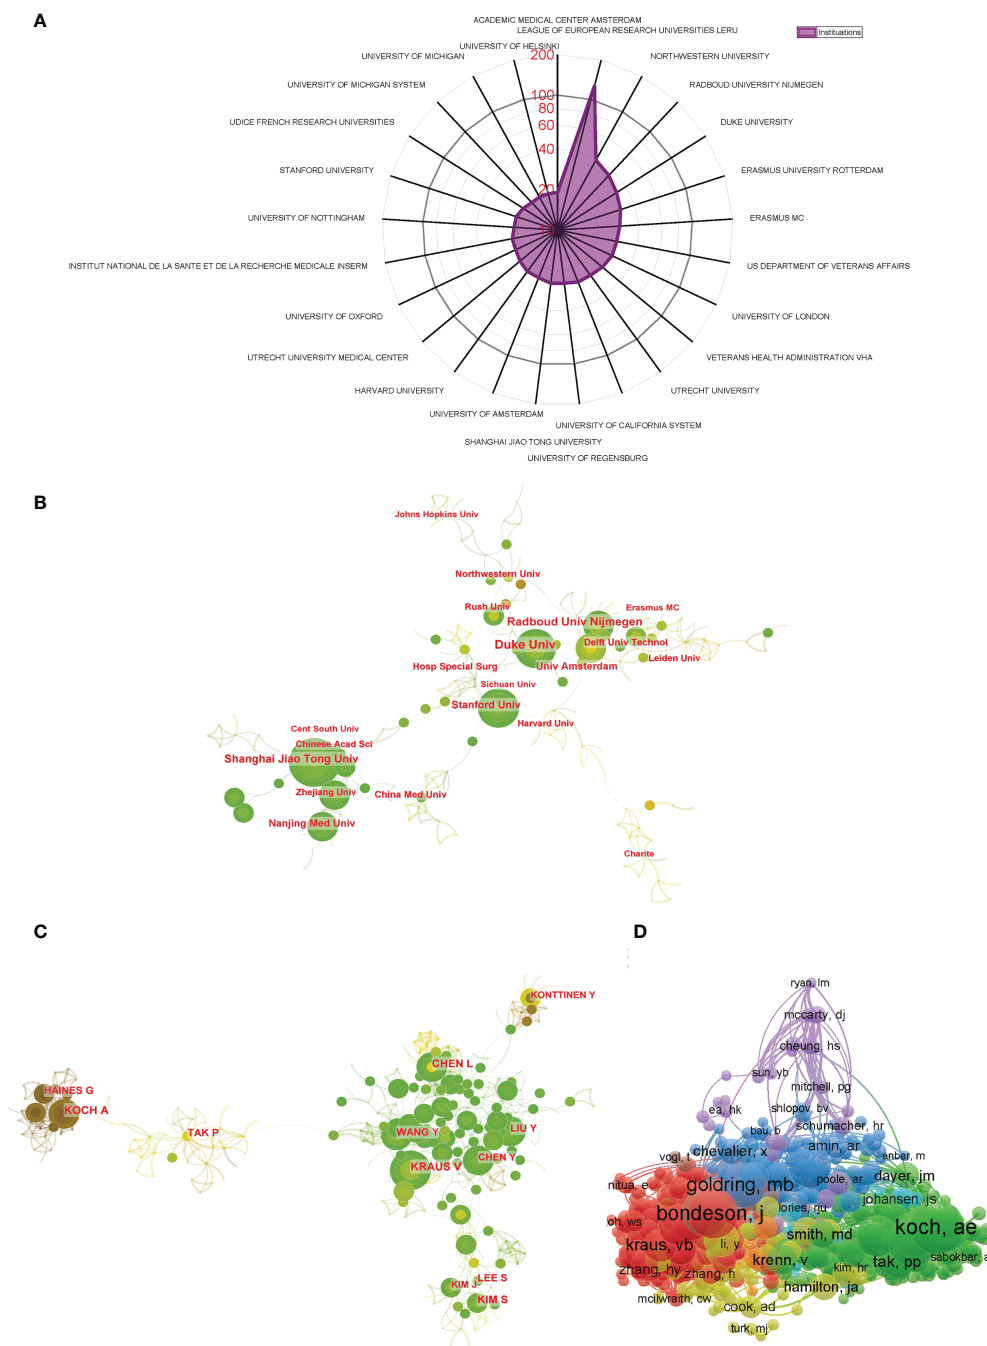 A
ACADEMIC MEDICAL CENTER AMSTERDAM
LEAGUE OF EUROPEAN RESEARCH UNIVERSITIES LERU
Instituations
UNIVERSITY OF HELSINKI
UNIVERSITY OF MICHIGAN
NORTHWESTERN UNIVERSITY
UNIVERSITY OF MICHIGAN SYSTEM
RADBOUD UNIVERSITY NIJMEGEN
UDICE FRENCH RESEARCH UNIVERSITIES
DUKE UNIVERSITY
STANFORD UNIVERSITY
ERASMUS UNIVERSITY ROTTERDAM
UNIVERSITY OF NOTTINGHAM
ERASMUS MC
INSTITUT NATIONAL DE LA SANTE ET DE LA RECHERCHE MEDICALE INSERM
US DEPARTMENT OF VETERANS AFFAIRS
UNIVERSITY OF OXFORD
UNIVERSITY OF LONDON
UTRECHT UNIVERSITY MEDICAL CENTER
VETERANS HEALTH ADMINISTRATION VHA
HARVARD UNIVERSITY
UTRECHT UNIVERSITY
UNIVERSITY OF AMSTERDAM
UNIVERSITY OF CALIFORNIA SYSTEM
SHANGHAI JIAO TONG UNIVERSITY
UNIVERSITY OF REGENSBURG
200
100
80
60
40
20
B
Johns Hopkins Univ
Northwestern Univ
Rush Univ
Erasmus MC
Radboud Univ Nijmegen
Duke Univ
Delft Univ Technol
Leiden Univ
Hosp Special Surg
Univ Amsterdam
Sichuan Univ
Stanford Univ
Harvard Univ
Cent South Univ
Chinese Acad Sci
Shanghai Jiao Tong Univ
Zhejiang Univ
China Med Univ
Nanjing Med Univ
Charite
C
KONTTINEN Y
CHEN L
HAINES G
KOCH A
TAK P
WANG Y
LIU Y
CHEN Y
KRAUS V
LEE S
KIM J
KIM S
D
ryan, lm
mccarty, dj
cheung, hs
sun, yb
mitchell, pg
ea, hk
shlopov, bv
schumacher, hr
bau, b
amin, ar
chevalier, x
anbar, m
vogl, t
poole, ar
dayer, jm
nitua, e
goldring, mb
johansen, js
lories, rju
oh, ws
bondeson, j
koch, ae
smith, md
kraus, vb
li, y
krenn, v
tak, pp
sabokbar, a
zhang, hy
zhang, h
kim, hr
hamilton, ja
mcilwraith, cw
cook, ad
turk, mj